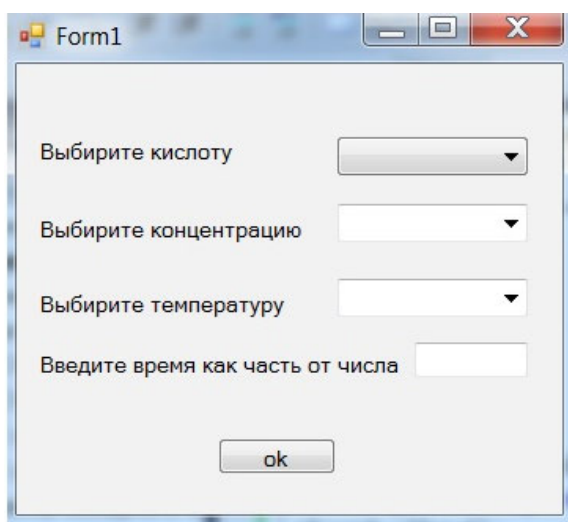 Form1
Выбирите кислоту
Выбирите концентрацию
Выбирите температуру
Введите время как часть от числа
ok